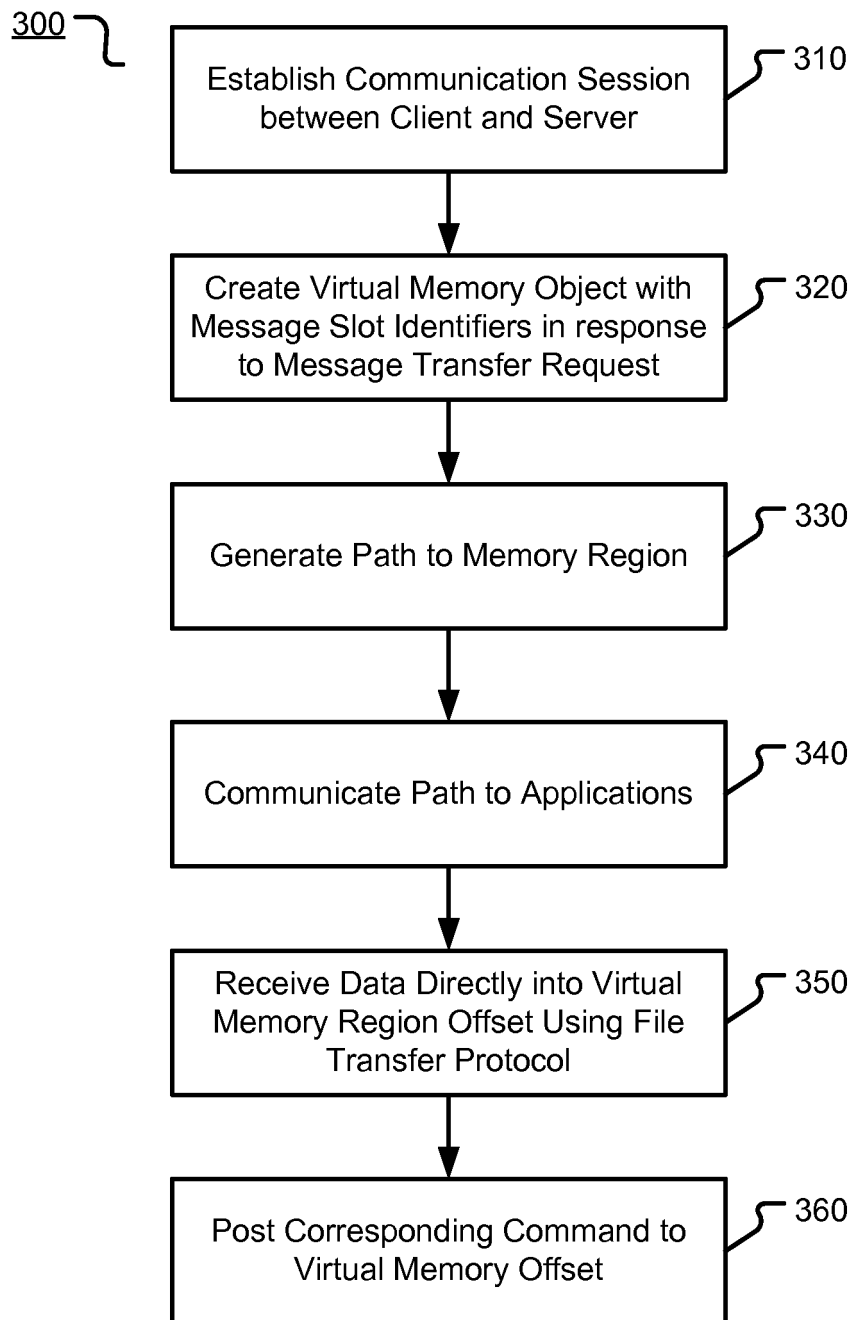 300
310
Establish Communication Session
between Client and Server
320
Create Virtual Memory Object with
Message Slot Identifiers in response
to Message Transfer Request
330
Generate Path to Memory Region
340
Communicate Path to Applications
350
Receive Data Directly into Virtual
Memory Region Offset Using File
Transfer Protocol
360
Post Corresponding Command to
Virtual Memory Offset